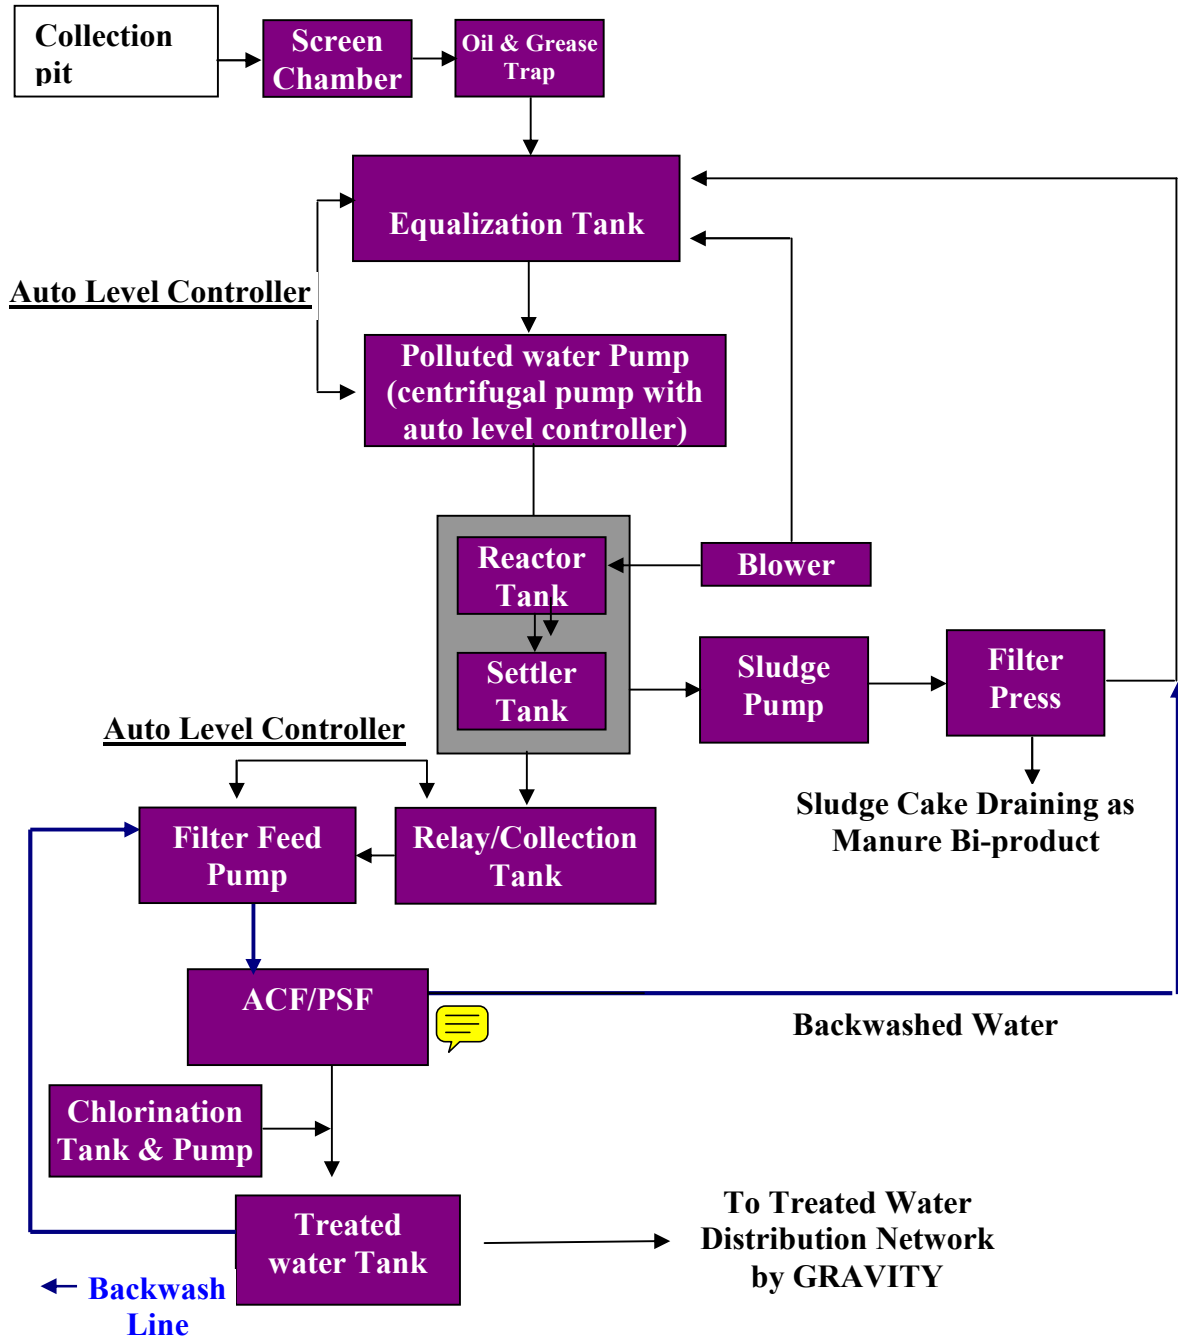 Collection
pit
Screen
Chamber
Oil & Grease
Trap
Equalization Tank
Auto Level Controller
Polluted water Pump
(centrifugal pump with
auto level controller)
Reactor
Tank
Blower
Settler
Tank
Sludge
Pump
Filter
Press
Auto Level Controller
Sludge Cake Draining as
Manure Bi-product
Filter Feed
Pump
Relay/Collection
Tank
ACF/PSF
Backwashed Water
Chlorination
Tank & Pump
Treated
water Tank
To Treated Water
Distribution Network
by GRAVITY
Backwash
Line